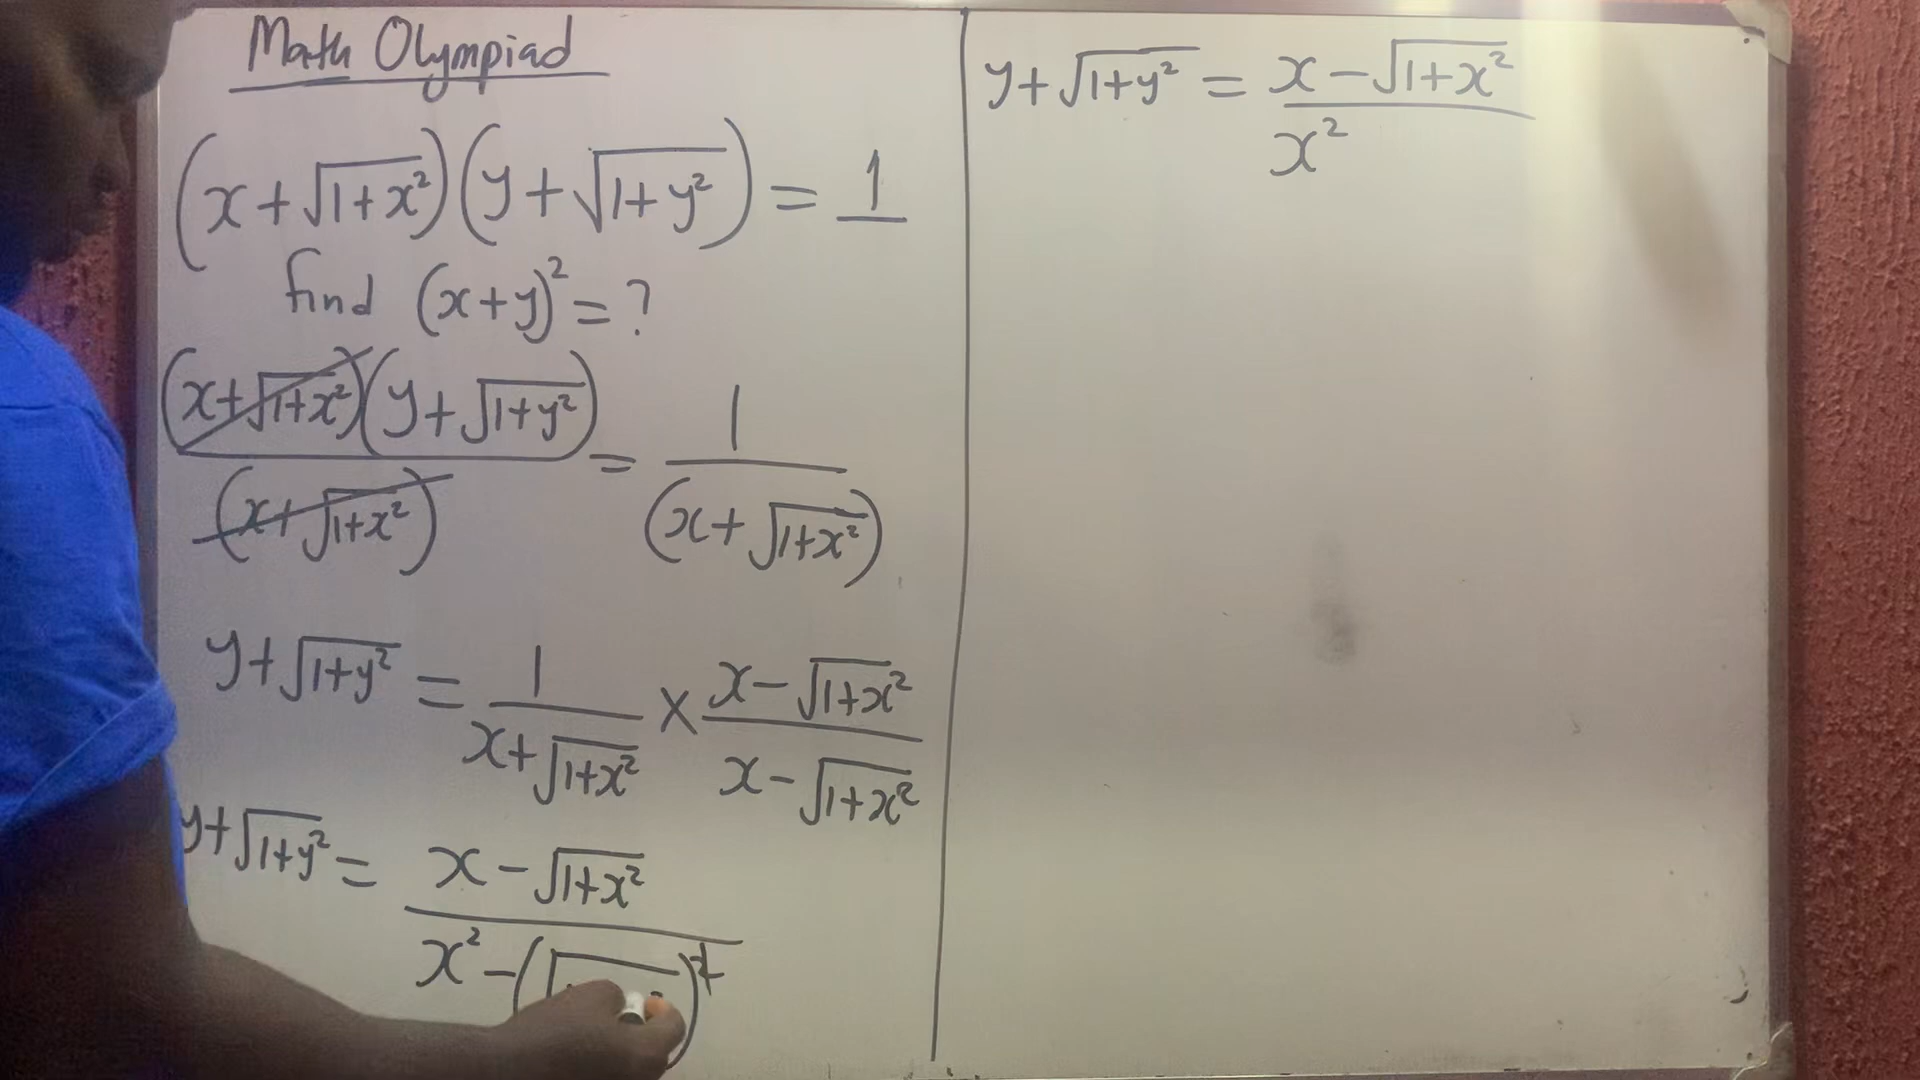 Math Olympiad
(x+√(1+x²))(y+√(1+y²)) = 1
find (x+y)² = ?
(x+√(1+x²))(y+√(1+y²)) / (x+√(1+x²)) = 1 / (x+√(1+x²))
y+√(1+y²) = 1 / (x+√(1+x²)) × (x-√(1+x²)) / (x-√(1+x²))
y+√(1+y²) = (x-√(1+x²)) / x² - (√ )²
y+√(1+y²) = (x-√(1+x²)) / x²